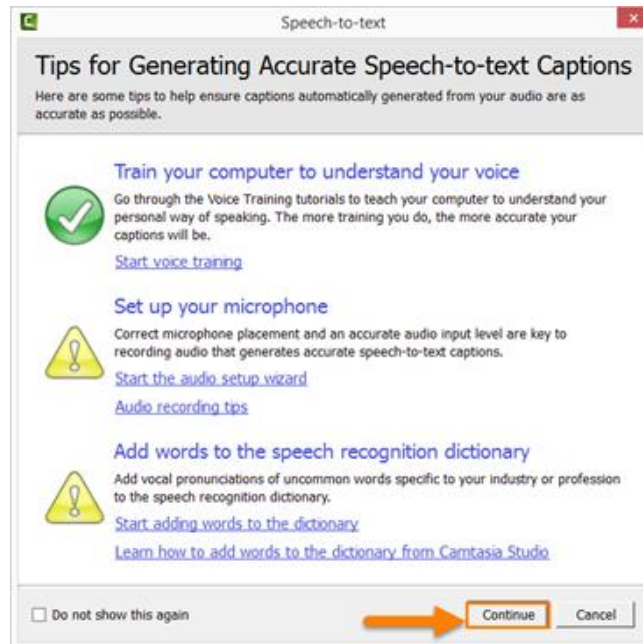 Speech-to-text
Tips for Generating Accurate Speech-to-text Captions
Here are some tips to help ensure captions automatically generated from your audio are as
accurate as possible.
Train your computer to understand your voice
Go through the Voice Training tutorials to teach your computer to understand your
personal way of speaking. The more training you do, the more accurate your
captions will be.
Start voice training
Set up your microphone
Correct microphone placement and an accurate audio input level are key to
recording audio that generates accurate speech-to-text captions.
Start the audio setup wizard
Audio recording tips
Add words to the speech recognition dictionary
Add vocal pronunciations of uncommon words specific to your industry or profession
to the speech recognition dictionary.
Start adding words to the dictionary
Learn how to add words to the dictionary from Camtasia Studio
Do not show this again Continue Cancel